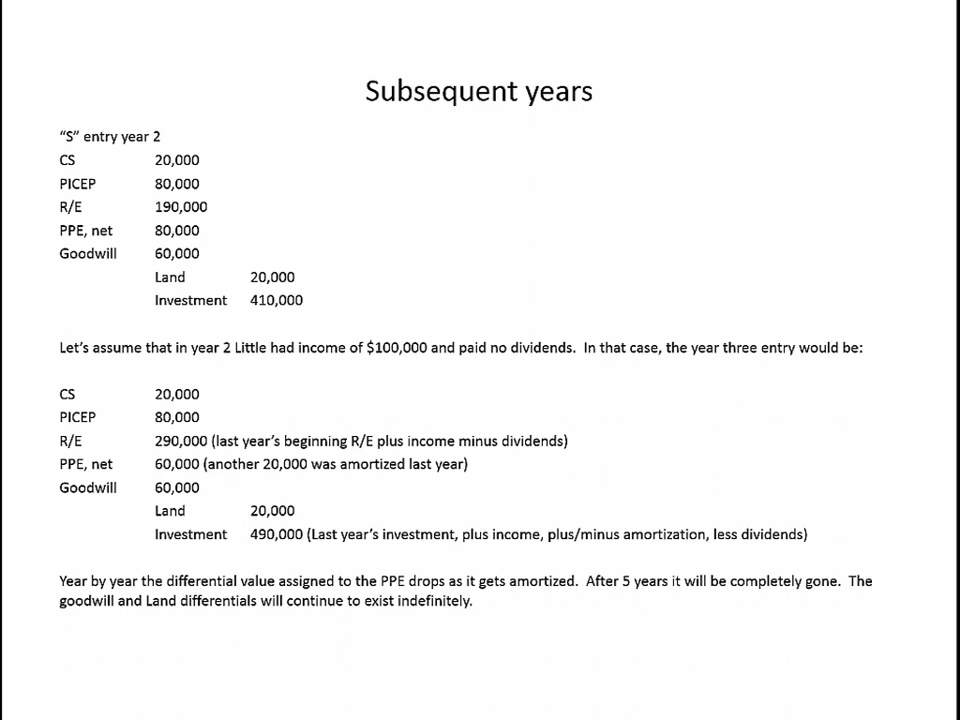 Subsequent years
“S” entry year 2
CS 20,000
PICEP 80,000
R/E 190,000
PPE, net 80,000
Goodwill 60,000
Land 20,000
Investment 410,000
Let’s assume that in year 2 Little had income of $100,000 and paid no dividends. In that case, the year three entry would be:
CS 20,000
PICEP 80,000
R/E 290,000 (last year’s beginning R/E plus income minus dividends)
PPE, net 60,000 (another 20,000 was amortized last year)
Goodwill 60,000
Land 20,000
Investment 490,000 (Last year’s investment, plus income, plus/minus amortization, less dividends)
Year by year the differential value assigned to the PPE drops as it gets amortized. After 5 years it will be completely gone. The
goodwill and Land differentials will continue to exist indefinitely.